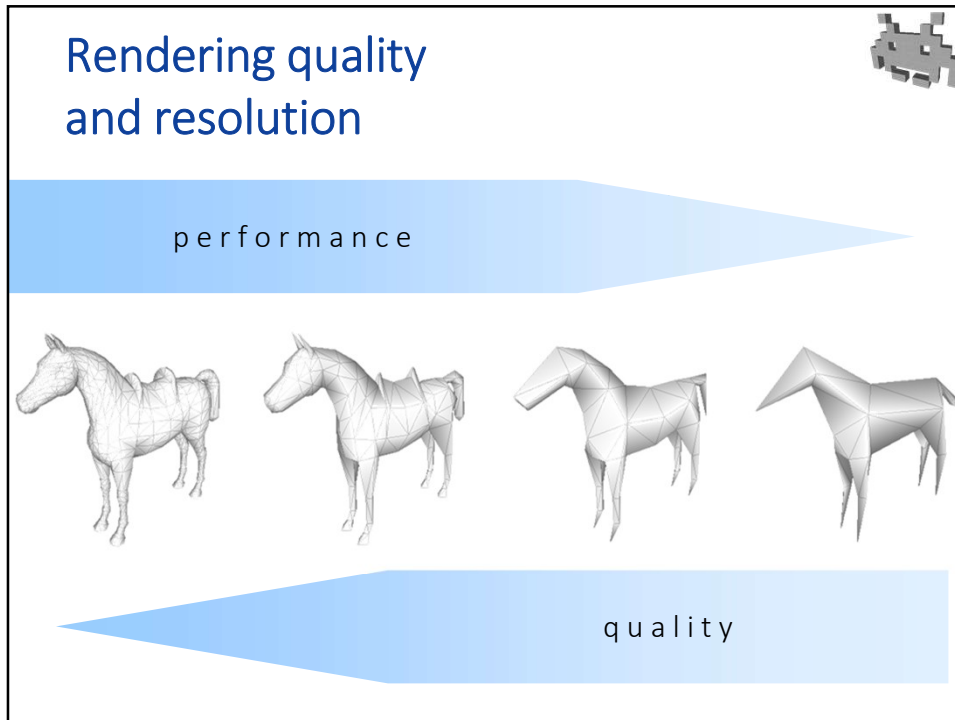 Rendering quality
and resolution
performance
quality